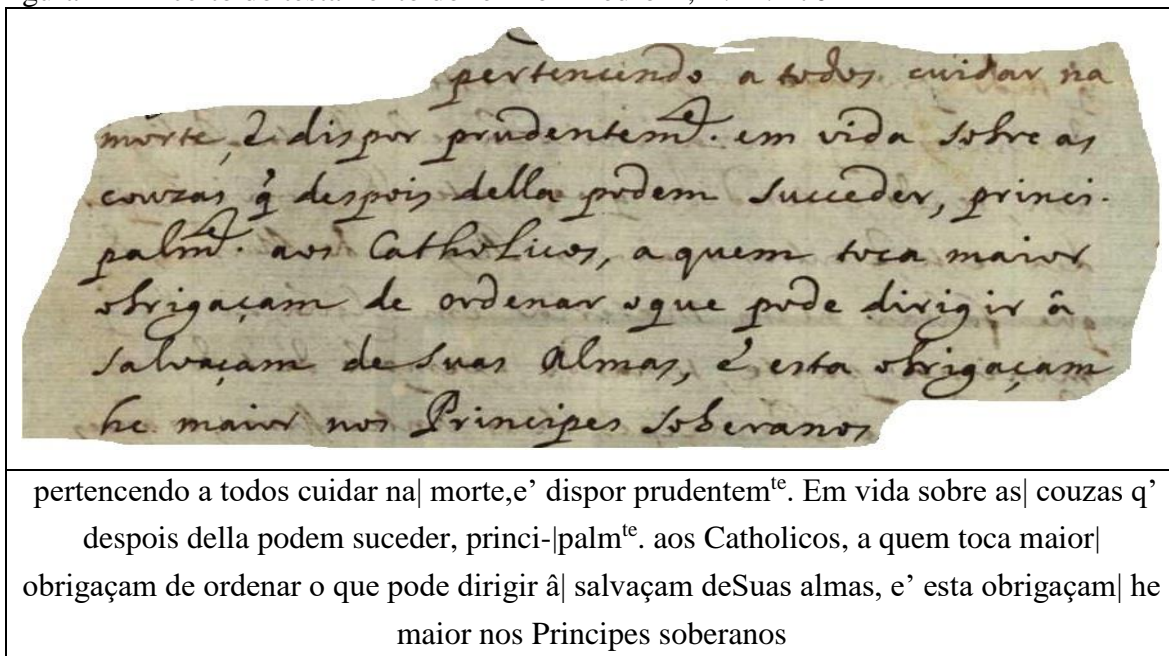 pertencendo a todos cuidar na
morte, é dispor prudentem.te em vida sobre as
couzas q̃ despois della podem succeder, princi-
palm.te aos Catholicos, a quem toca maior
obrigaçam de ordenar oque pode dirigir â
salvaçam de Suas Almas, é esta obrigaçam
he maior nos Principes soberanos
pertencendo a todos cuidar na| morte,e’ dispor prudentemᵗᵉ. Em vida sobre as| couzas q’
despois della podem suceder, princi-|palmᵗᵉ. aos Catholicos, a quem toca maior|
obrigaçam de ordenar o que pode dirigir â| salvaçam deSuas almas, e’ esta obrigaçam| he
maior nos Principes soberanos